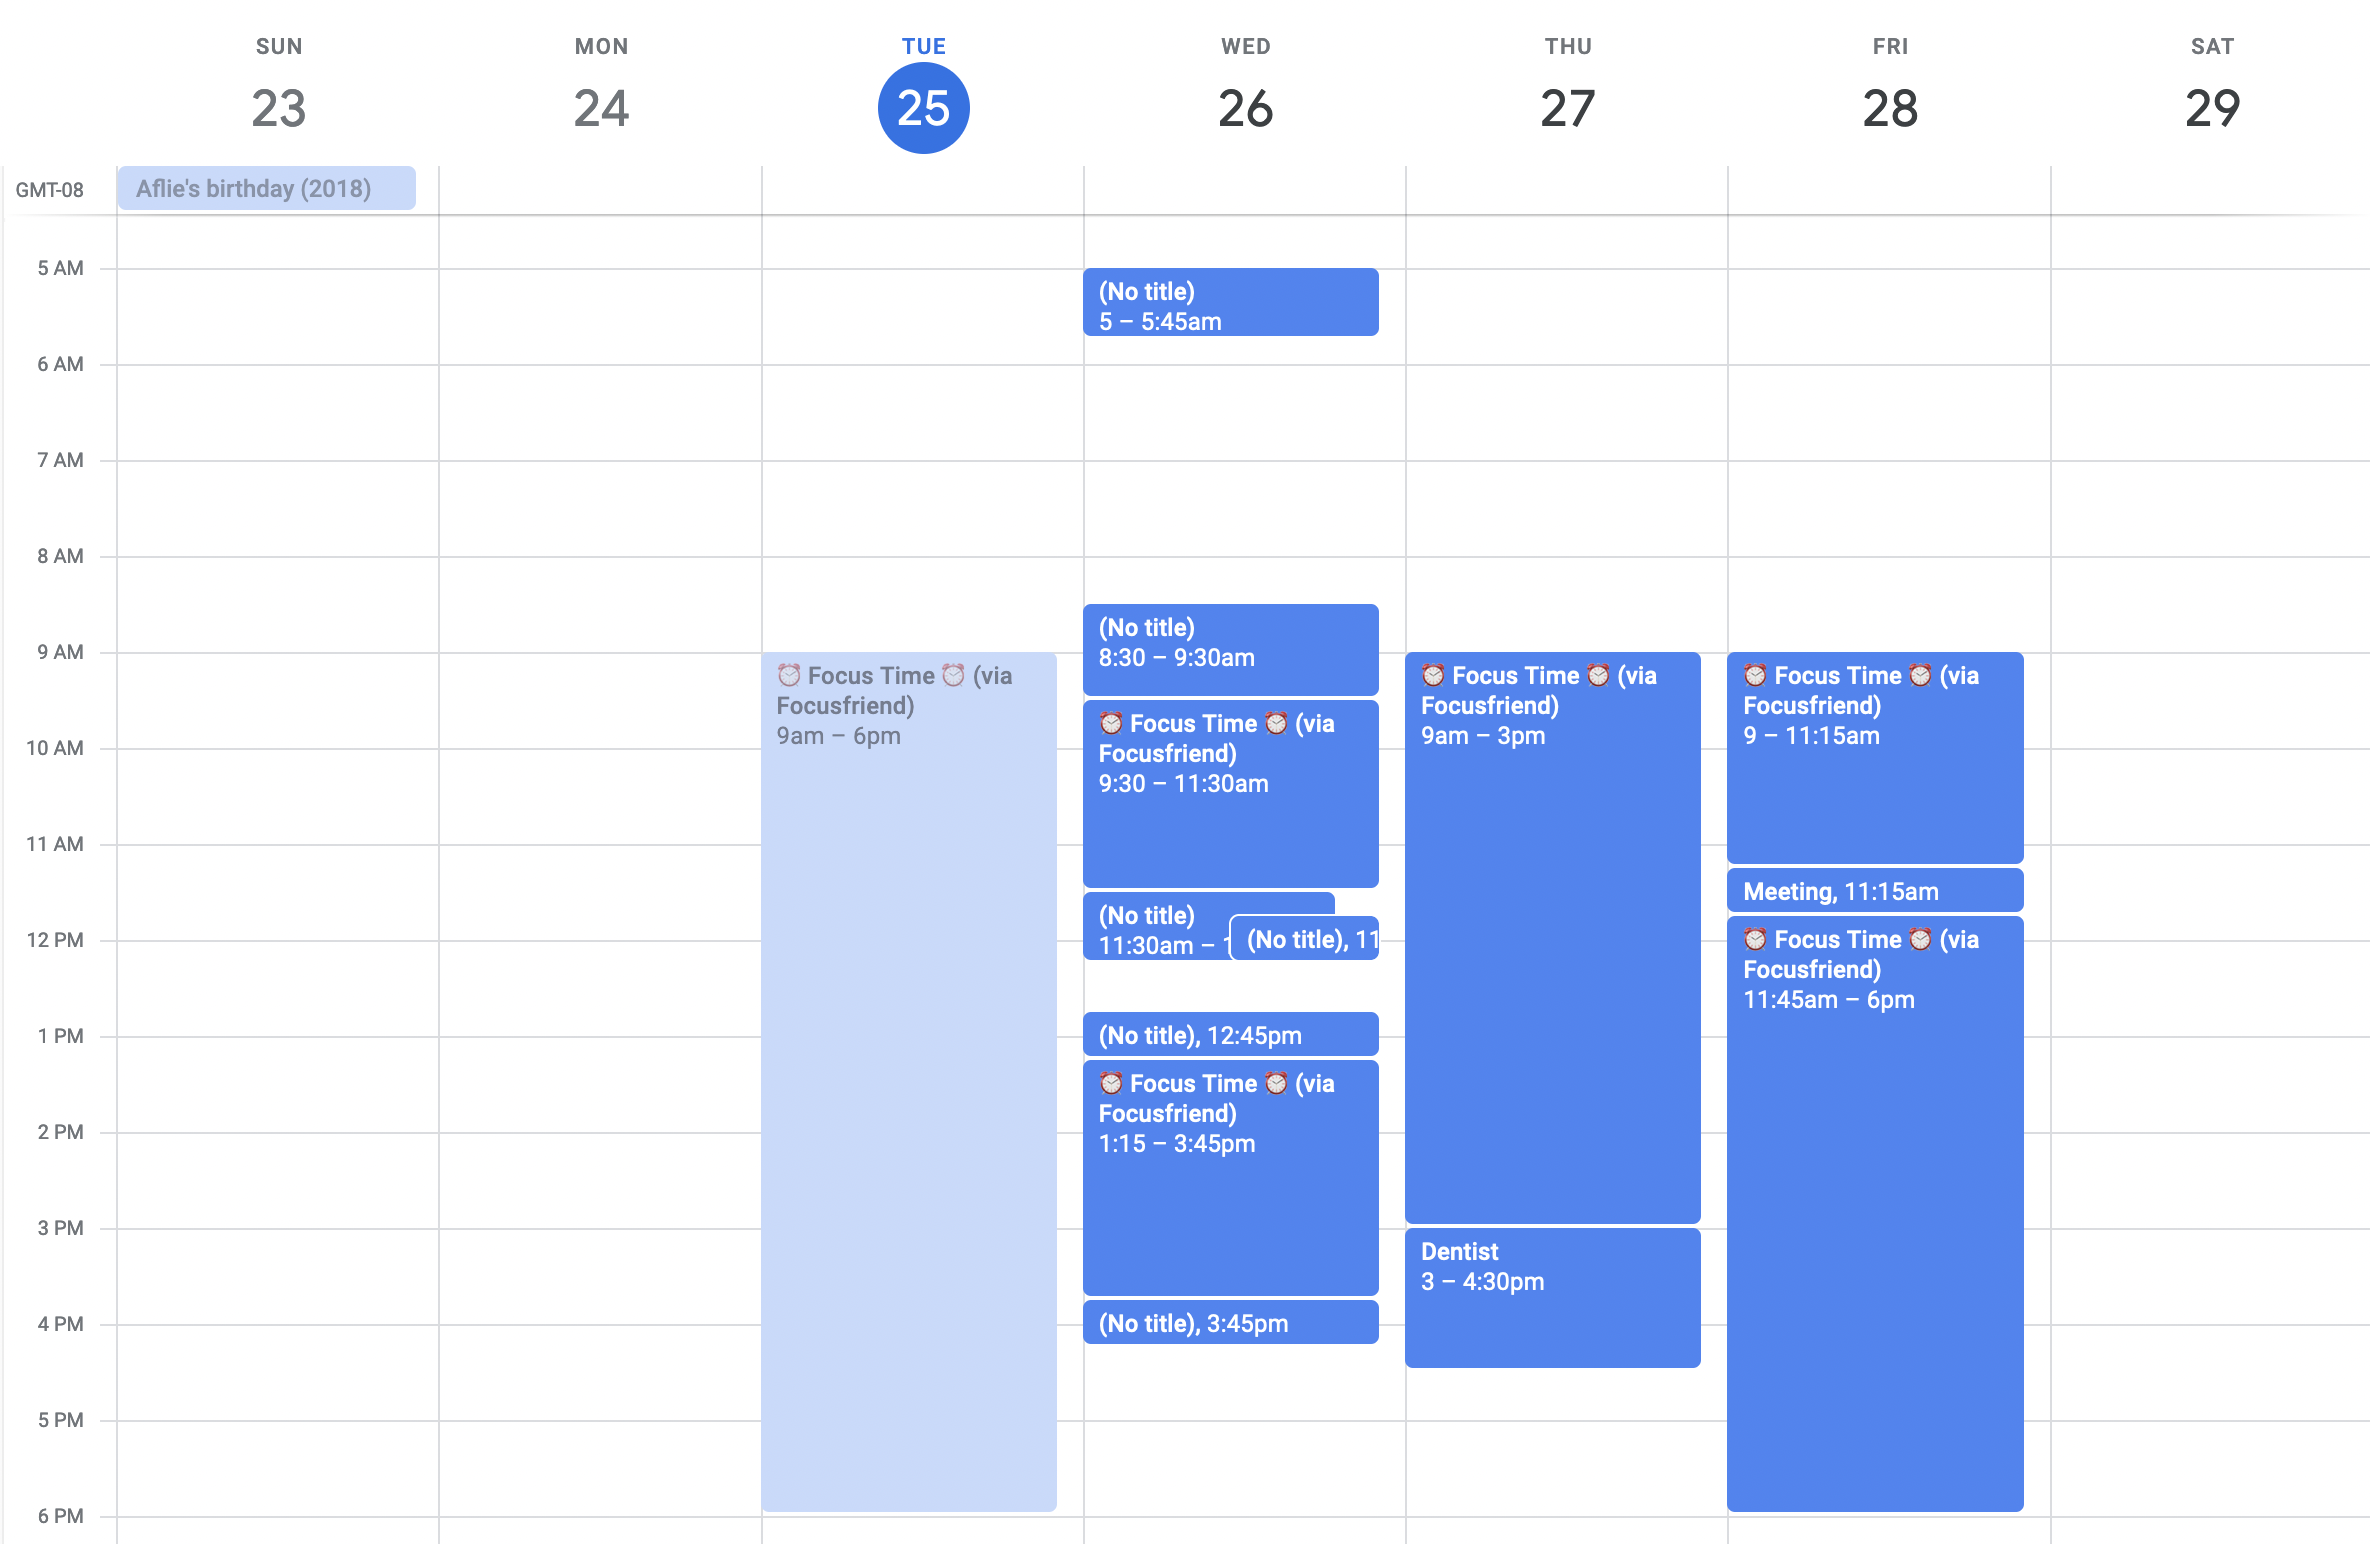 SUN
23
MON
24
TUE
25
WED
26
THU
27
FRI
28
SAT
29
GMT-08
Aflie's birthday (2018)
5 AM
6 AM
7 AM
8 AM
9 AM
10 AM
11 AM
12 PM
1 PM
2 PM
3 PM
4 PM
5 PM
6 PM
⏰ Focus Time ⏰ (via
Focusfriend)
9am – 6pm
(No title)
5 – 5:45am
(No title)
8:30 – 9:30am
⏰ Focus Time ⏰ (via
Focusfriend)
9:30 – 11:30am
(No title)
11:30am – 1
(No title), 11
(No title), 12:45pm
⏰ Focus Time ⏰ (via
Focusfriend)
1:15 – 3:45pm
(No title), 3:45pm
⏰ Focus Time ⏰ (via
Focusfriend)
9am – 3pm
Dentist
3 – 4:30pm
⏰ Focus Time ⏰ (via
Focusfriend)
9 – 11:15am
Meeting, 11:15am
⏰ Focus Time ⏰ (via
Focusfriend)
11:45am – 6pm